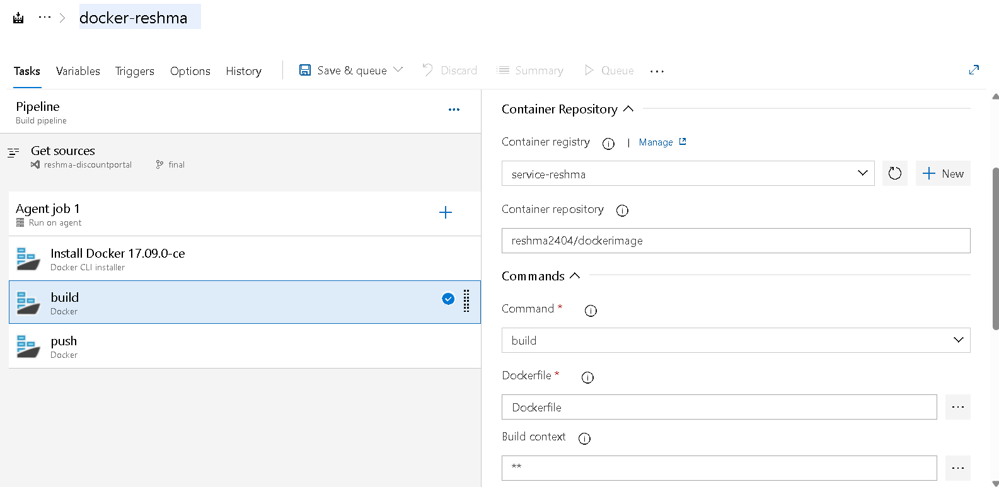 docker-reshma
Tasks Variables Triggers Options History Save & queue Discard Summary Queue
Pipeline
Build pipeline
Get sources
reshma-discountportal final
Agent job 1
Run on agent
Install Docker 17.09.0-ce
Docker CLI installer
build
Docker
push
Docker
Container Repository
Container registry | Manage
service-reshma
New
Container repository
reshma2404/dockerimage
Commands
Command *
build
Dockerfile *
Dockerfile
Build context
**